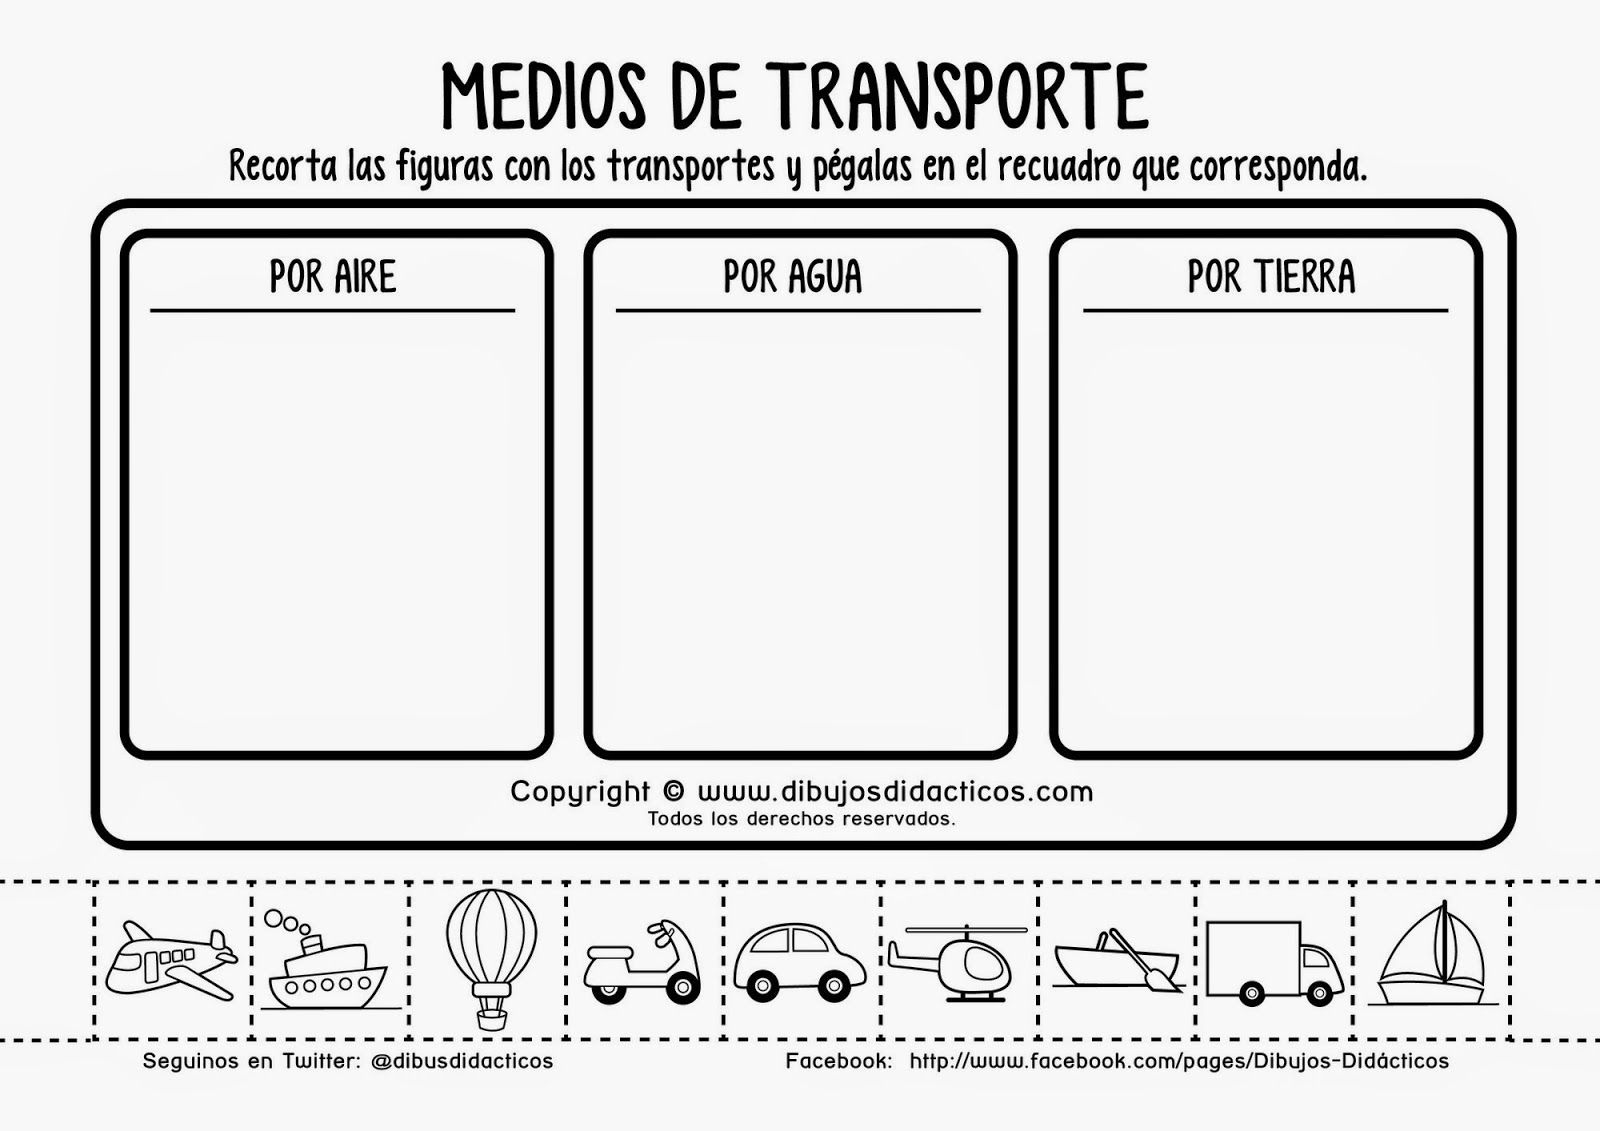 MEDIOS DE TRANSPORTE
Recorta las figuras con los transportes y pégalas en el recuadro que corresponda.
POR AIRE
POR AGUA
POR TIERRA
Copyright © www.dibujosdidacticos.com
Todos los derechos reservados.
Seguinos en Twitter: @dibusdidacticos
Facebook: http://www.facebook.com/pages/Dibujos-Didácticos